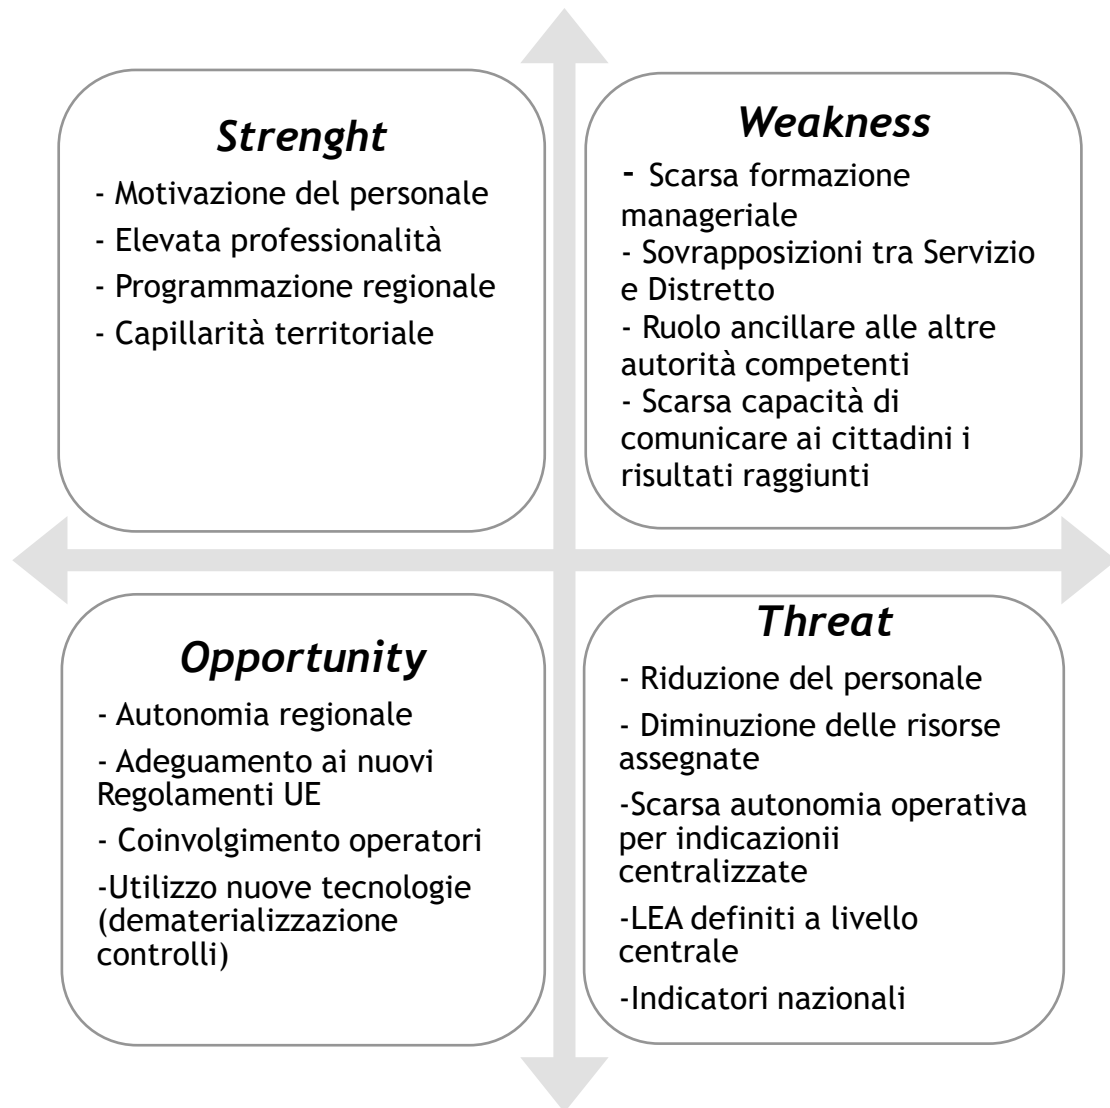 Strenght
- Motivazione del personale
- Elevata professionalità
- Programmazione regionale
- Capillarità territoriale
Weakness
- Scarsa formazione
manageriale
- Sovrapposizioni tra Servizio
e Distretto
- Ruolo ancillare alle altre
autorità competenti
- Scarsa capacità di
comunicare ai cittadini i
risultati raggiunti
Opportunity
- Autonomia regionale
- Adeguamento ai nuovi
Regolamenti UE
- Coinvolgimento operatori
-Utilizzo nuove tecnologie
(dematerializzazione
controlli)
Threat
- Riduzione del personale
- Diminuzione delle risorse
assegnate
-Scarsa autonomia operativa
per indicazionii
centralizzate
-LEA definiti a livello
centrale
-Indicatori nazionali